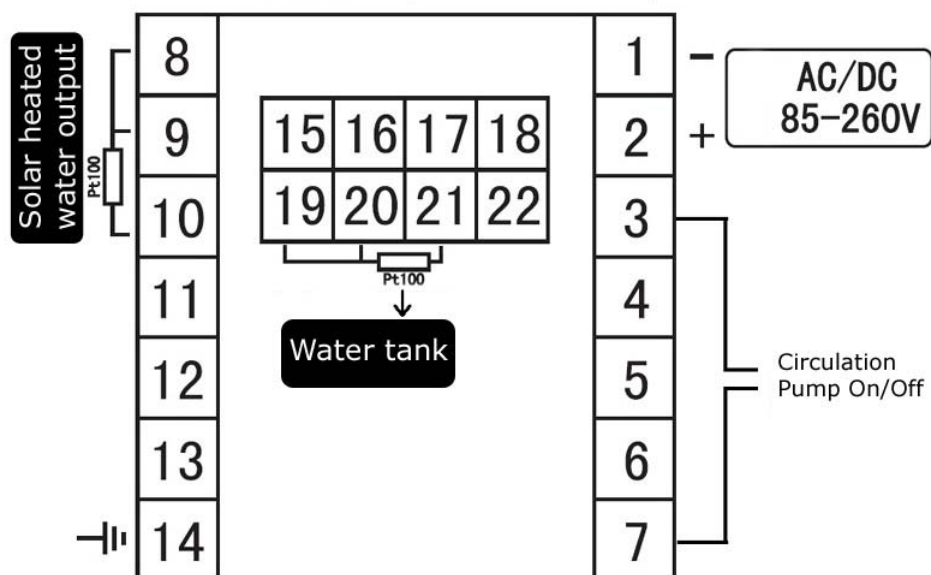 Solar heated
water output
Pt100
8
9
10
11
12
13
14
15 16 17 18
19 20 21 22
Pt100
Water tank
1
2
3
4
5
6
7
−
+
AC/DC
85-260V
Circulation
Pump On/Off